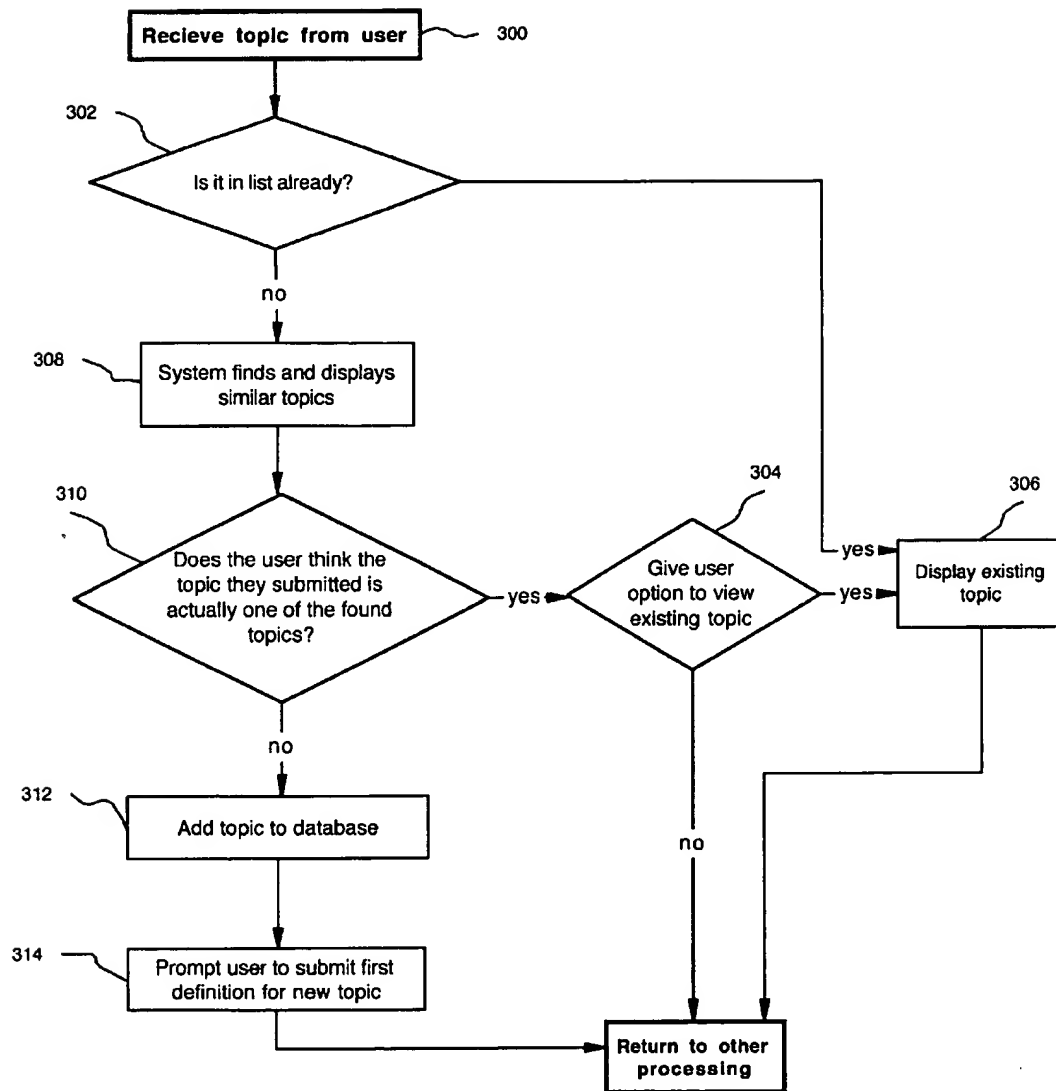 Recieve topic from user
300
302
Is it in list already?
no
308
System finds and displays
similar topics
310
304
306
Does the user think the
topic they submitted is
actually one of the found
topics?
yes
Give user
option to view
existing topic
yes
yes
Display existing
topic
no
312
Add topic to database
no
314
Prompt user to submit first
definition for new topic
Return to other
processing